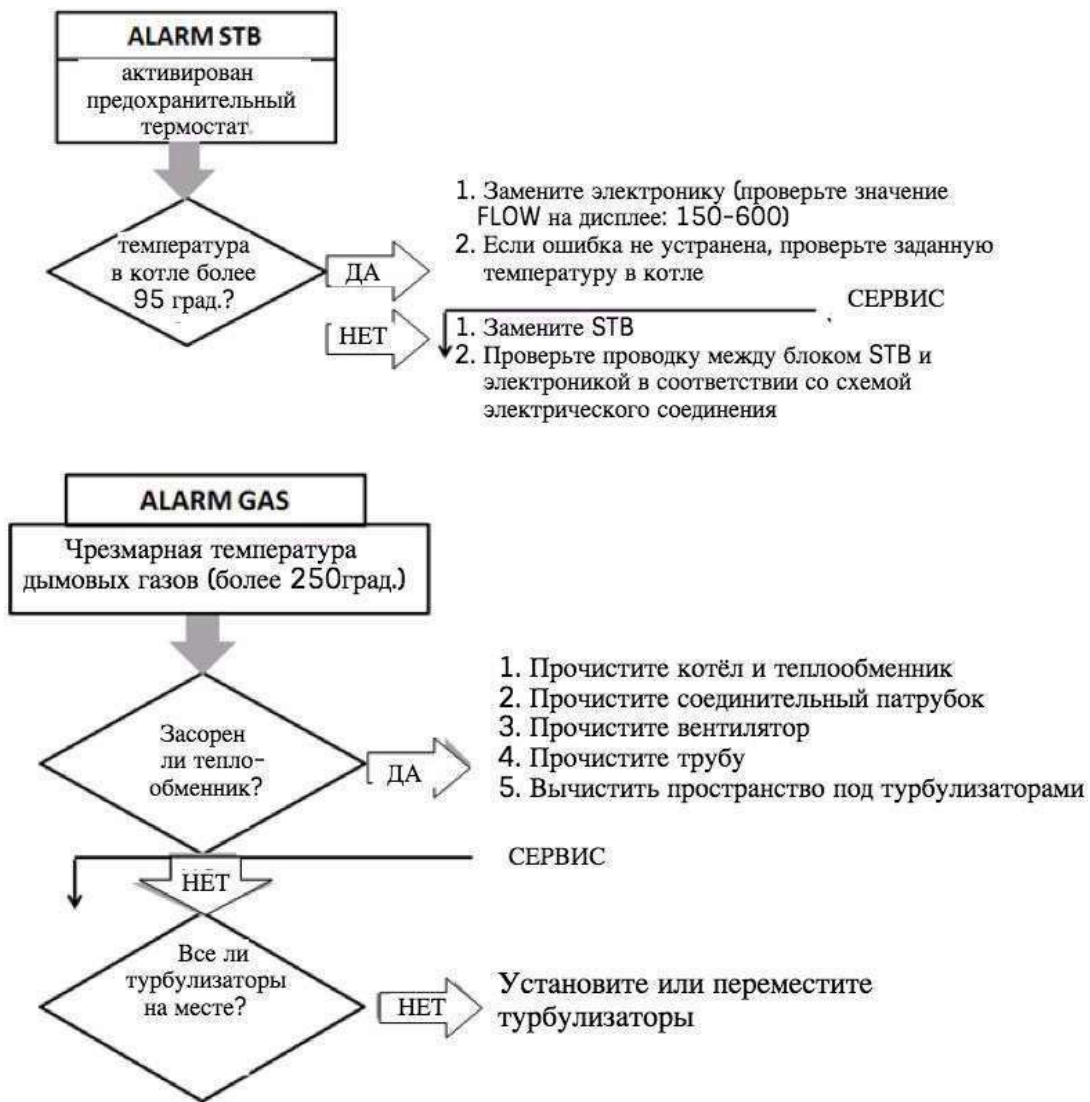 ALARM STB
активирован
предохранительный
термостат.
температура
в котле более
95 град.?
ДА
1. Замените электронику (проверьте значение
FLOW на дисплее: 150-600)
2. Если ошибка не устранена, проверьте заданную
температуру в котле
СЕРВИС
НЕТ
1. Замените STB
2. Проверьте проводку между блоком STB и
электроникой в соответствии со схемой
электрического соединения
ALARM GAS
Чрезмарная температура
дымовых газов (более 250град.)
Засорен
ли тепло-
обменник?
ДА
1. Прочистите котёл и теплообменник
2. Прочистите соединительный патрубок
3. Прочистите вентилятор
4. Прочистите трубу
5. Вычистить пространство под турбулизаторами
СЕРВИС
НЕТ
Все ли
турбулизаторы
на месте?
НЕТ
Установите или переместите
турбулизаторы